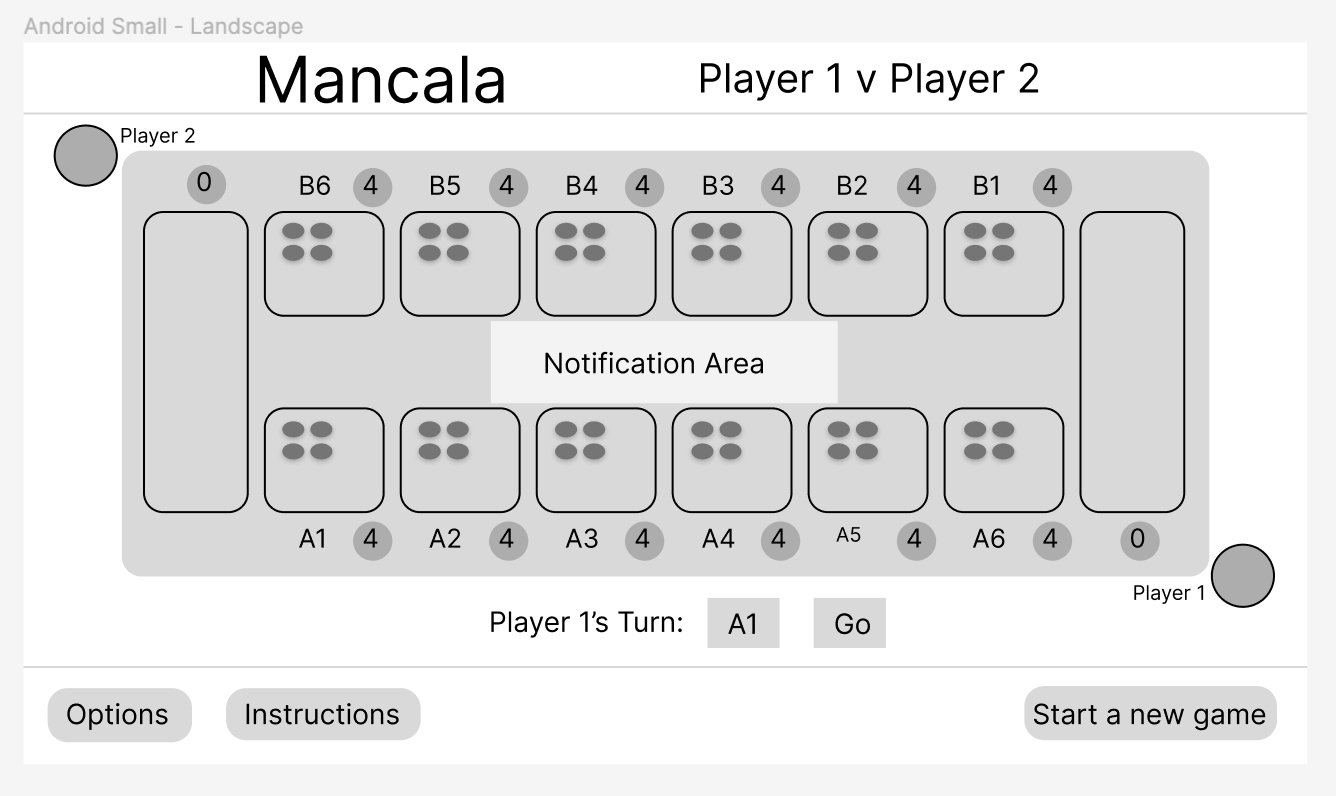 Android Small - Landscape
Mancala
Player 1 v Player 2
Player 2
0 B6 4 B5 4 B4 4 B3 4 B2 4 B1 4
Notification Area
A1 4 A2 4 A3 4 A4 4 A5 4 A6 4 0
Player 1
Player 1’s Turn: A1 Go
Options Instructions Start a new game